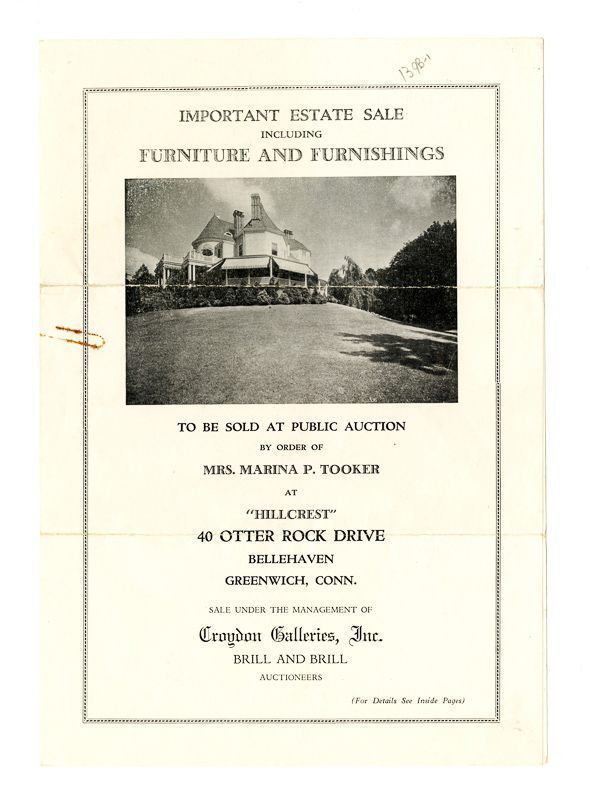 1398-1
IMPORTANT ESTATE SALE
INCLUDING
FURNITURE AND FURNISHINGS
TO BE SOLD AT PUBLIC AUCTION
BY ORDER OF
MRS. MARINA P. TOOKER
AT
"HILLCREST"
40 OTTER ROCK DRIVE
BELLEHAVEN
GREENWICH, CONN.
SALE UNDER THE MANAGEMENT OF
Croydon Galleries, Inc.
BRILL AND BRILL
AUCTIONEERS
(For Details See Inside Pages)